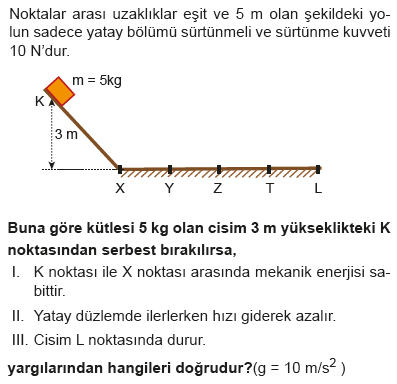 Noktalar arası uzaklıklar eşit ve 5 m olan şekildeki yo-
lun sadece yatay bölümü sürtünmeli ve sürtünme kuvveti
10 N'dur.
m = 5kg
K
3 m
X Y Z T L
Buna göre kütlesi 5 kg olan cisim 3 m yükseklikteki K
noktasından serbest bırakılırsa,
I. K noktası ile X noktası arasında mekanik enerjisi sa-
bittir.
II. Yatay düzlemde ilerlerken hızı giderek azalır.
III. Cisim L noktasında durur.
yargılarından hangileri doğrudur?(g = 10 m/s² )